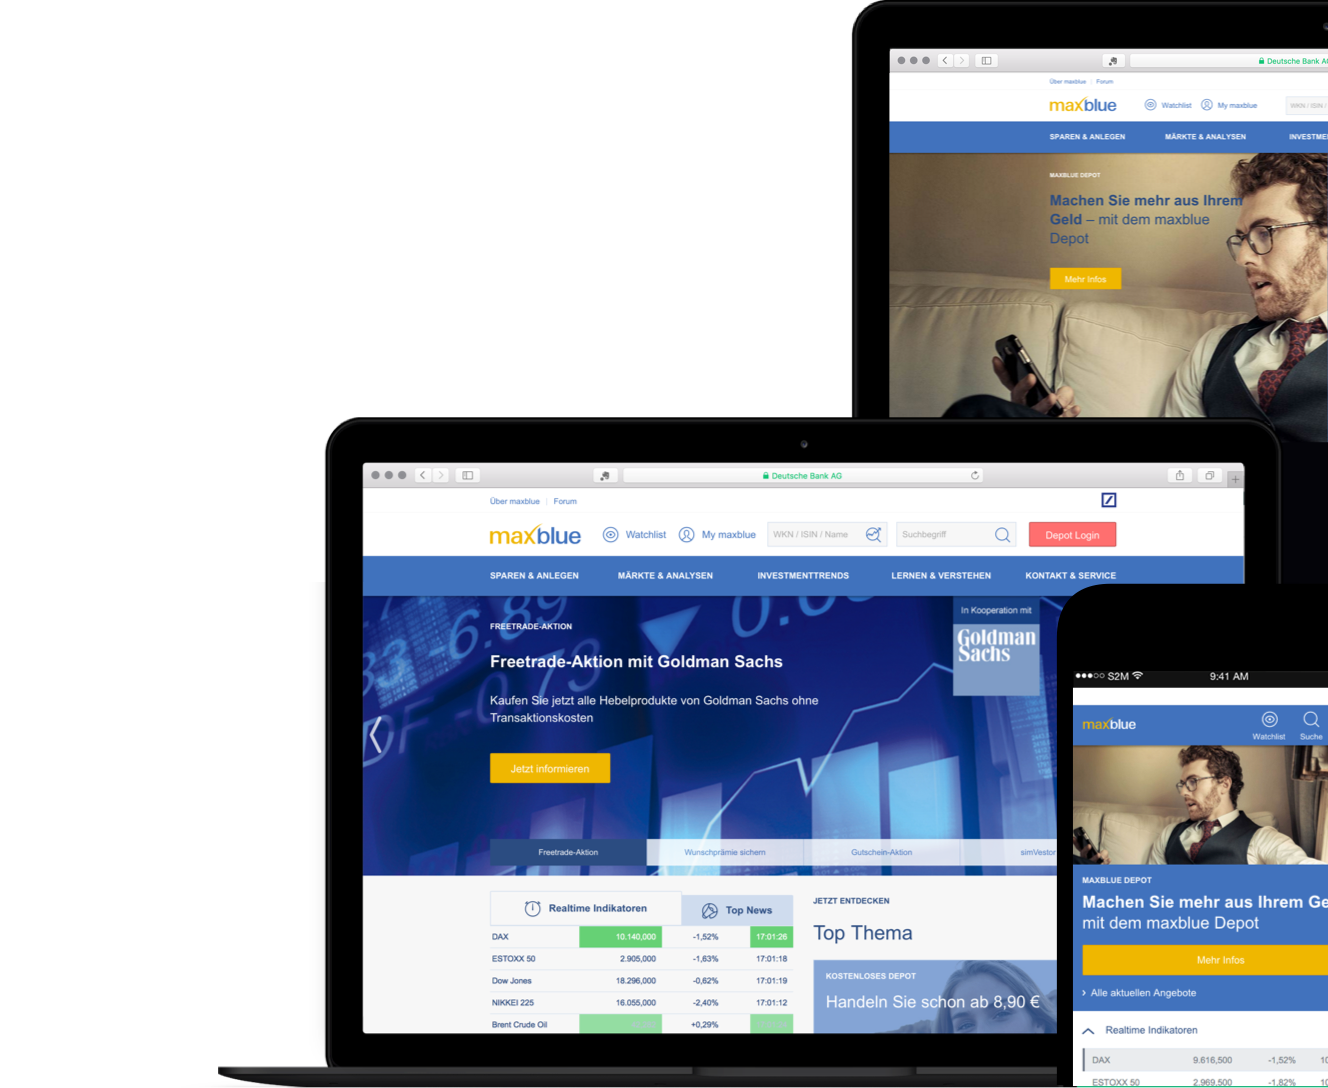 Deutsche Bank AG
Über maxblue | Forum
maxblue Watchlist My maxblue WKN / ISIN /
SPAREN & ANLEGEN MÄRKTE & ANALYSEN
MAXBLUE DEPOT
Machen Sie mehr aus Ihrem
Geld – mit dem maxblue
Depot
Mehr Infos
Deutsche Bank AG
Über maxblue | Forum
maxblue Watchlist My maxblue WKN / ISIN / Name Suchbegriff Depot Login
SPAREN & ANLEGEN MÄRKTE & ANALYSEN INVESTMENTTRENDS LERNEN & VERSTEHEN KONTAKT & SERVICE
In Kooperation mit
Goldman
Sachs
FREETRADE-AKTION
Freetrade-Aktion mit Goldman Sachs
Kaufen Sie jetzt alle Hebelprodukte von Goldman Sachs ohne
Transaktionskosten
Jetzt informieren
Freetrade-Aktion Wunschprämie sichern Gutschein-Aktion simVestor
Realtime Indikatoren Top News
DAX 10.140,000 -1,52% 17:01:26
ESTOXX 50 2.905,000 -1,63% 17:01:18
Dow Jones 18.296,000 -0,62% 17:01:19
NIKKEI 225 16.055,000 -2,40% 17:01:12
Brent Crude Oil +0,29%
JETZT ENTDECKEN
Top Thema
KOSTENLOSES DEPOT
Handeln Sie schon ab 8,90 €
S2M 9:41 AM
maxblue Watchlist Suche
MAXBLUE DEPOT
Machen Sie mehr aus Ihrem Ge
mit dem maxblue Depot
Mehr Infos
Alle aktuellen Angebote
Realtime Indikatoren
DAX 9.616,500 -1,52% 10
ESTOXX 50 2.969,500 -1,82% 10